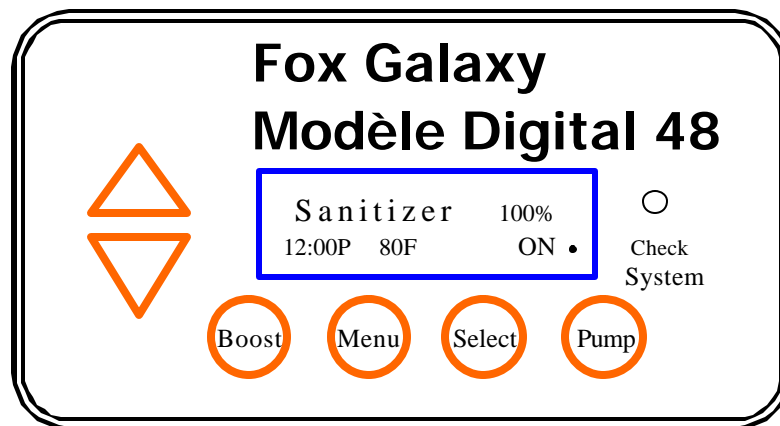 Fox Galaxy
Modèle Digital 48
Sanitizer 100%
12:00P 80F ON
Check
System
Boost Menu Select Pump